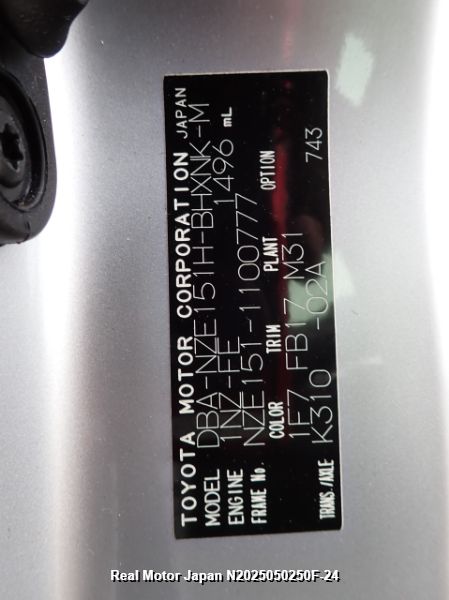 TOYOTA MOTOR CORPORATION JAPAN
MODEL DBA-NZE151H-BHXNK-M
ENGINE 1NZ-FE 1496 mL
FRAME No. NZE151-1100777
COLOR TRIM PLANT OPTION
1E7 FB17 M31
TRANS./AXLE K310 -02A 743
Real Motor Japan N2025050250F-24